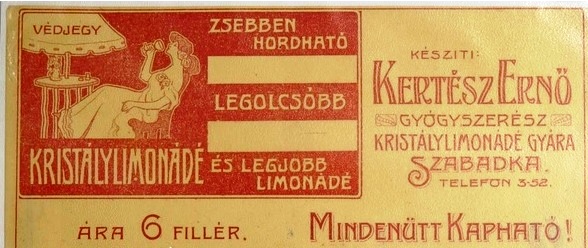 VÉDJEGY
KRISTÁLYLIMONÁDÉ
ZSEBBEN
HORDHATÓ
LEGOLCSÓBB
ÉS LEGJOBB
LIMONÁDÉ
KÉSZITI:
KERTÉSZ ERNŐ
GYÓGYSZERÉSZ
KRISTÁLYLIMONÁDÉ GYÁRA
SZABADKA.
TELEFON 3-52.
ÁRA 6 FILLÉR.
MINDENÜTT KAPHATÓ!